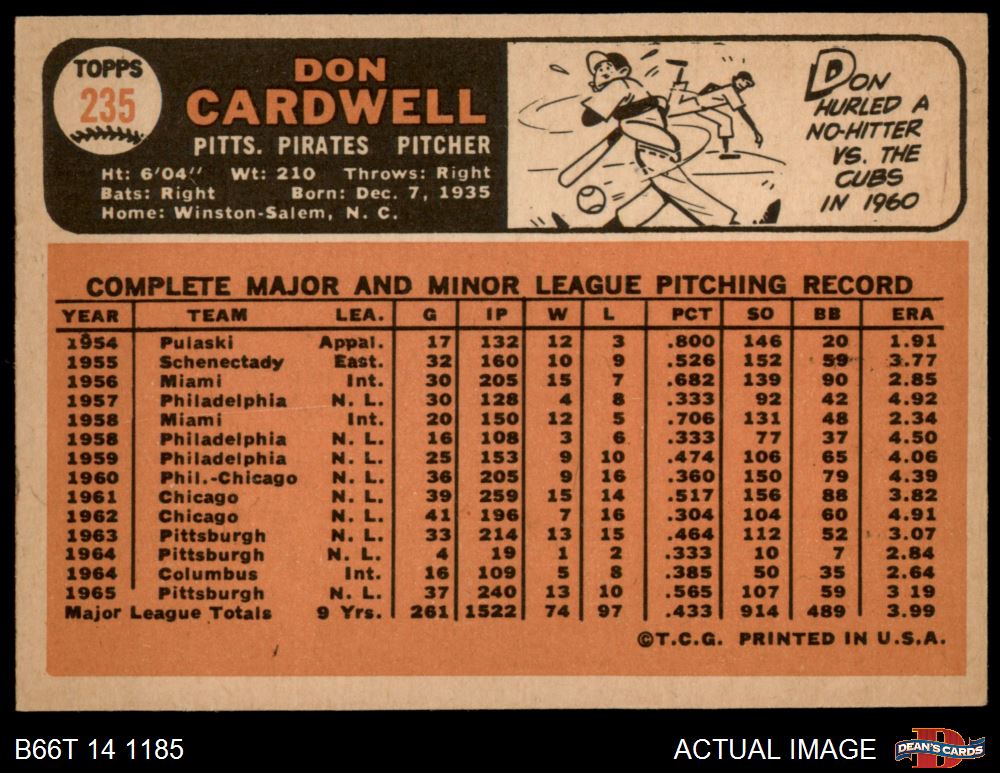 TOPPS
235
DON
CARDWELL
PITTS. PIRATES PITCHER
Ht: 6'04" Wt: 210 Throws: Right
Bats: Right Born: Dec. 7, 1935
Home: Winston-Salem, N. C.
DON
HURLED A
NO-HITTER
VS. THE
CUBS
IN 1960
COMPLETE MAJOR AND MINOR LEAGUE PITCHING RECORD
YEAR TEAM LEA. G IP W L PCT SO BB ERA
1954 Pulaski Appal. 17 132 12 3 .800 146 20 1.91
1955 Schenectady East. 32 160 10 9 .526 152 59 3.77
1956 Miami Int. 30 205 15 7 .682 139 90 2.85
1957 Philadelphia N. L. 30 128 4 8 .333 92 42 4.92
1958 Miami Int. 20 150 12 5 .706 131 48 2.34
1958 Philadelphia N. L. 16 108 3 6 .333 77 37 4.50
1959 Philadelphia N. L. 25 153 9 10 .474 106 65 4.06
1960 Phil.-Chicago N. L. 36 205 9 16 .360 150 79 4.39
1961 Chicago N. L. 39 259 15 14 .517 156 88 3.82
1962 Chicago N. L. 41 196 7 16 .304 104 60 4.91
1963 Pittsburgh N. L. 33 214 13 15 .464 112 52 3.07
1964 Pittsburgh N. L. 4 19 1 2 .333 10 7 2.84
1964 Columbus Int. 16 109 5 8 .385 50 35 2.64
1965 Pittsburgh N. L. 37 240 13 10 .565 107 59 3 19
Major League Totals 9 Yrs. 261 1522 74 97 .433 914 489 3.99
©T.C.G. PRINTED IN U.S.A.
B66T 14 1185
ACTUAL IMAGE
DEAN'S CARDS